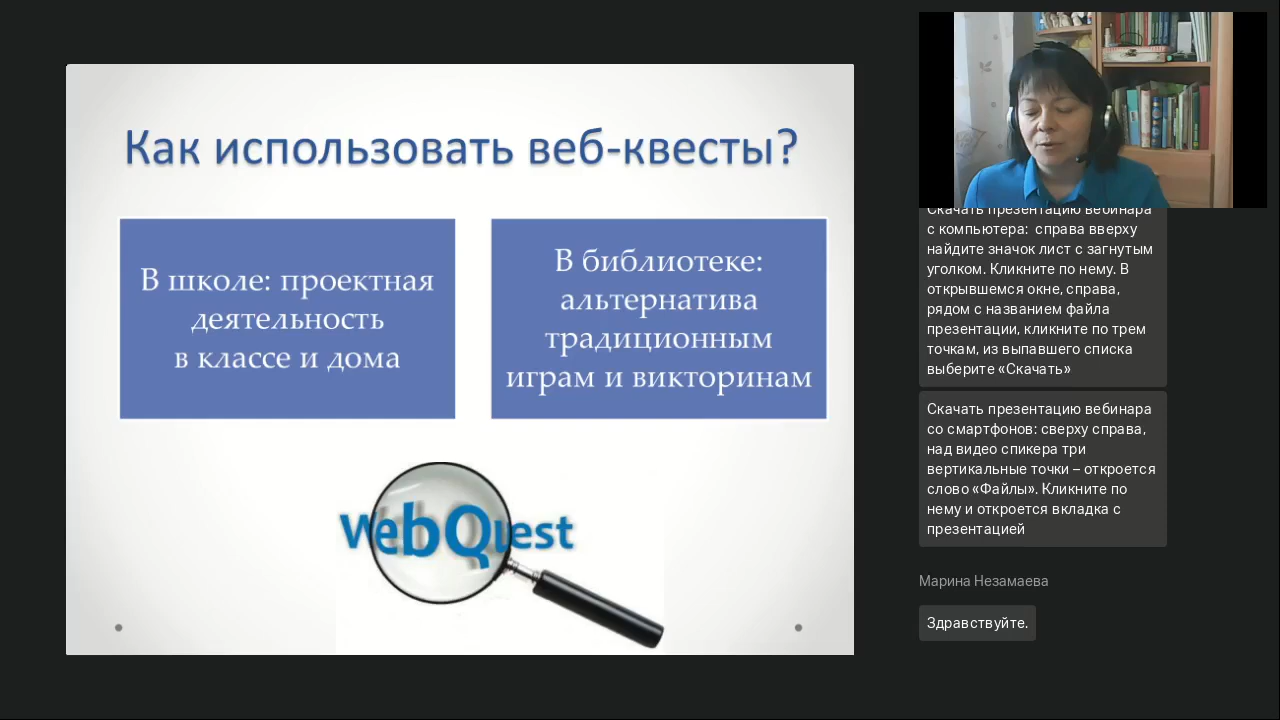 Как использовать веб-квесты?
В школе: проектная
деятельность
в классе и дома
В библиотеке:
альтернатива
традиционным
играм и викторинам
WebQuest
Скачать презентацию вебинара
с компьютера: справа вверху
найдите значок лист с загнутым
уголком. Кликните по нему. В
открывшемся окне, справа,
рядом с названием файла
презентации, кликните по трем
точкам, из выпавшего списка
выберите «Скачать»
Скачать презентацию вебинара
со смартфонов: сверху справа,
над видео спикера три
вертикальные точки – откроется
слово «Файлы». Кликните по
нему и откроется вкладка с
презентацией
Марина Незамаева
Здравствуйте.